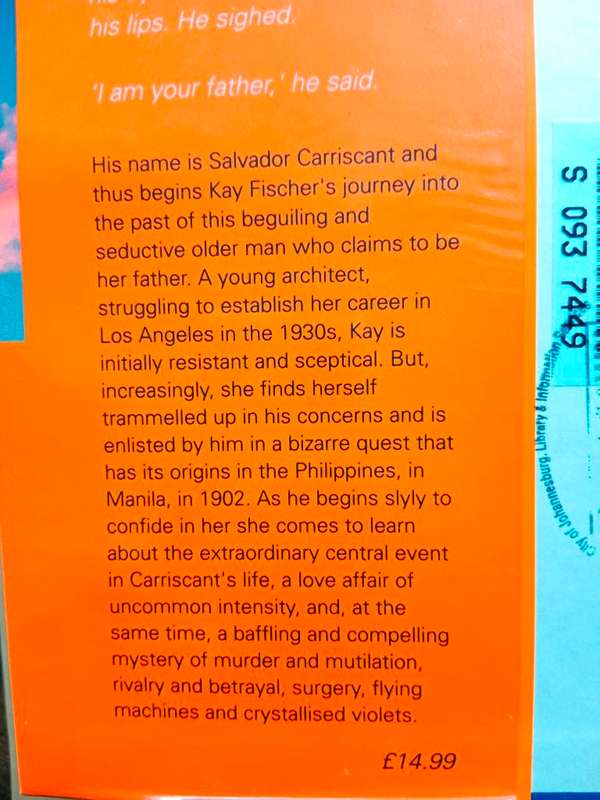 his lips. He sighed.
'I am your father,' he said.
His name is Salvador Carriscant and
thus begins Kay Fischer's journey into
the past of this beguiling and
seductive older man who claims to be
her father. A young architect,
struggling to establish her career in
Los Angeles in the 1930s, Kay is
initially resistant and sceptical. But,
increasingly, she finds herself
trammelled up in his concerns and is
enlisted by him in a bizarre quest that
has its origins in the Philippines, in
Manila, in 1902. As he begins slyly to
confide in her she comes to learn
about the extraordinary central event
in Carriscant's life, a love affair of
uncommon intensity, and, at the
same time, a baffling and compelling
mystery of murder and mutilation,
rivalry and betrayal, surgery, flying
machines and crystallised violets.
£14.99
S 093 7449
City of Johannesburg, Library & Information